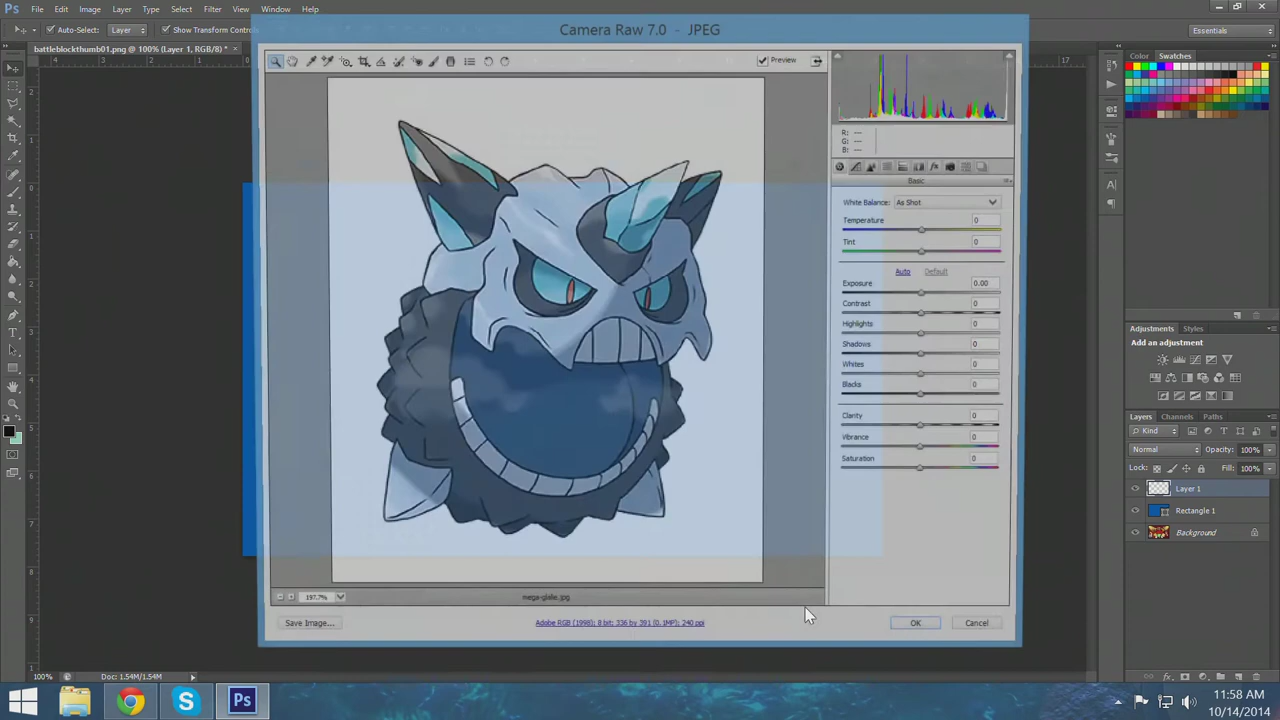 Ps File Edit Image Layer Type Select Filter View Window Help
Auto-Select: Layer Show Transform Controls Essentials
battleblockthumb01.png @ 100% (Layer 1, RGB/8) *
Camera Raw 7.0 - JPEG
Preview
R: ---
G: ---
B: ---
Basic
White Balance: As Shot
Temperature 0
Tint 0
Auto Default
Exposure 0.00
Contrast 0
Highlights 0
Shadows 0
Whites 0
Blacks 0
Clarity 0
Vibrance 0
Saturation 0
197.7% mega-glalie.jpg
Save Image... Adobe RGB (1998); 8 bit; 336 by 391 (0.1MP); 240 ppi OK Cancel
Color Swatches
Adjustments Styles
Add an adjustment
Layers Channels Paths
Kind
Normal Opacity: 100%
Lock: Fill: 100%
Layer 1
Rectangle 1
Background
100% Doc: 1.54M/1.54M
Ps
11:58 AM
10/14/2014